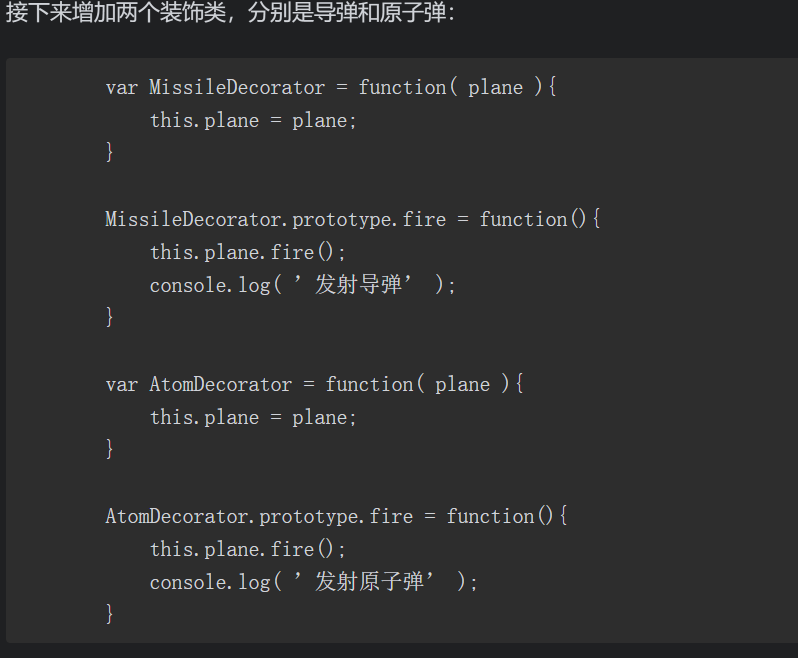 接下来增加两个装饰类，分别是导弹和原子弹：
var MissileDecorator = function( plane ){
this.plane = plane;
}
MissileDecorator.prototype.fire = function(){
this.plane.fire();
console.log( ’发射导弹’ );
}
var AtomDecorator = function( plane ){
this.plane = plane;
}
AtomDecorator.prototype.fire = function(){
this.plane.fire();
console.log( ’发射原子弹’ );
}